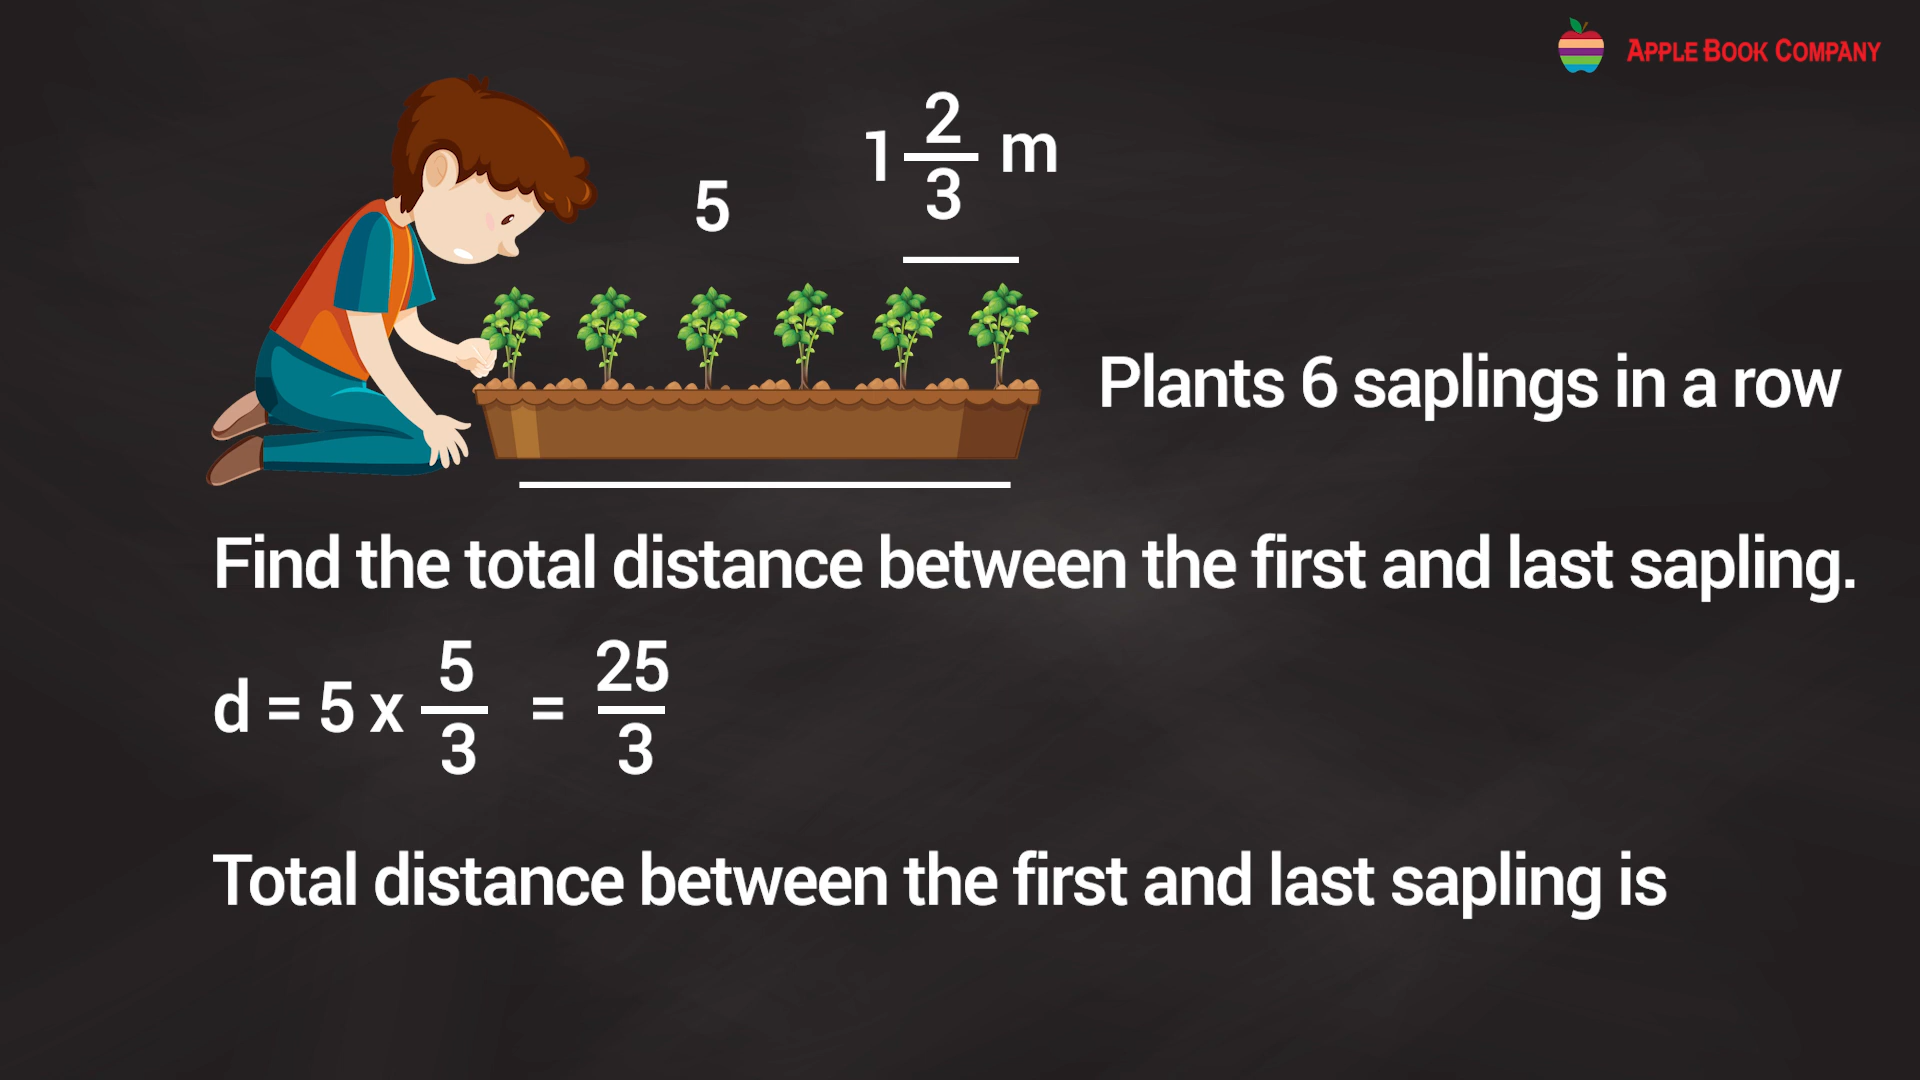 APPLE BOOK COMPANY
5
1 2/3 m
Plants 6 saplings in a row
Find the total distance between the first and last sapling.
d = 5 x 5/3 = 25/3
Total distance between the first and last sapling is